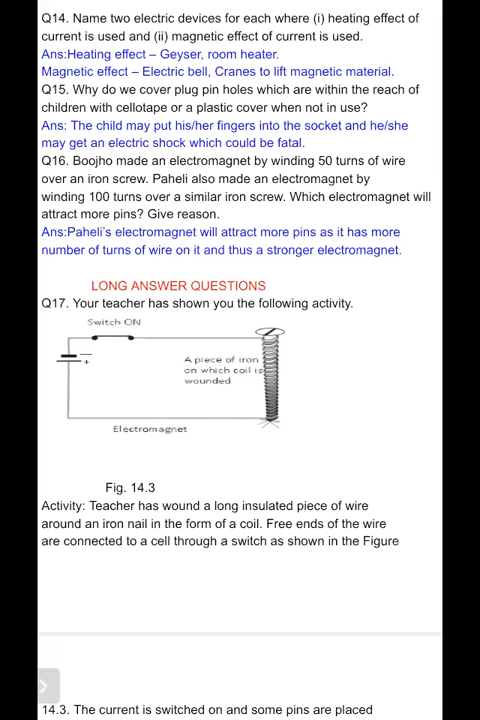 Q14. Name two electric devices for each where (i) heating effect of
current is used and (ii) magnetic effect of current is used.
Ans:Heating effect – Geyser, room heater.
Magnetic effect – Electric bell, Cranes to lift magnetic material.
Q15. Why do we cover plug pin holes which are within the reach of
children with cellotape or a plastic cover when not in use?
Ans: The child may put his/her fingers into the socket and he/she
may get an electric shock which could be fatal.
Q16. Boojho made an electromagnet by winding 50 turns of wire
over an iron screw. Paheli also made an electromagnet by
winding 100 turns over a similar iron screw. Which electromagnet will
attract more pins? Give reason.
Ans:Paheli's electromagnet will attract more pins as it has more
number of turns of wire on it and thus a stronger electromagnet.
LONG ANSWER QUESTIONS
Q17. Your teacher has shown you the following activity.
Switch ON
A piece of iron
on which coil is
wounded
Electromagnet
Fig. 14.3
Activity: Teacher has wound a long insulated piece of wire
around an iron nail in the form of a coil. Free ends of the wire
are connected to a cell through a switch as shown in the Figure
14.3. The current is switched on and some pins are placed